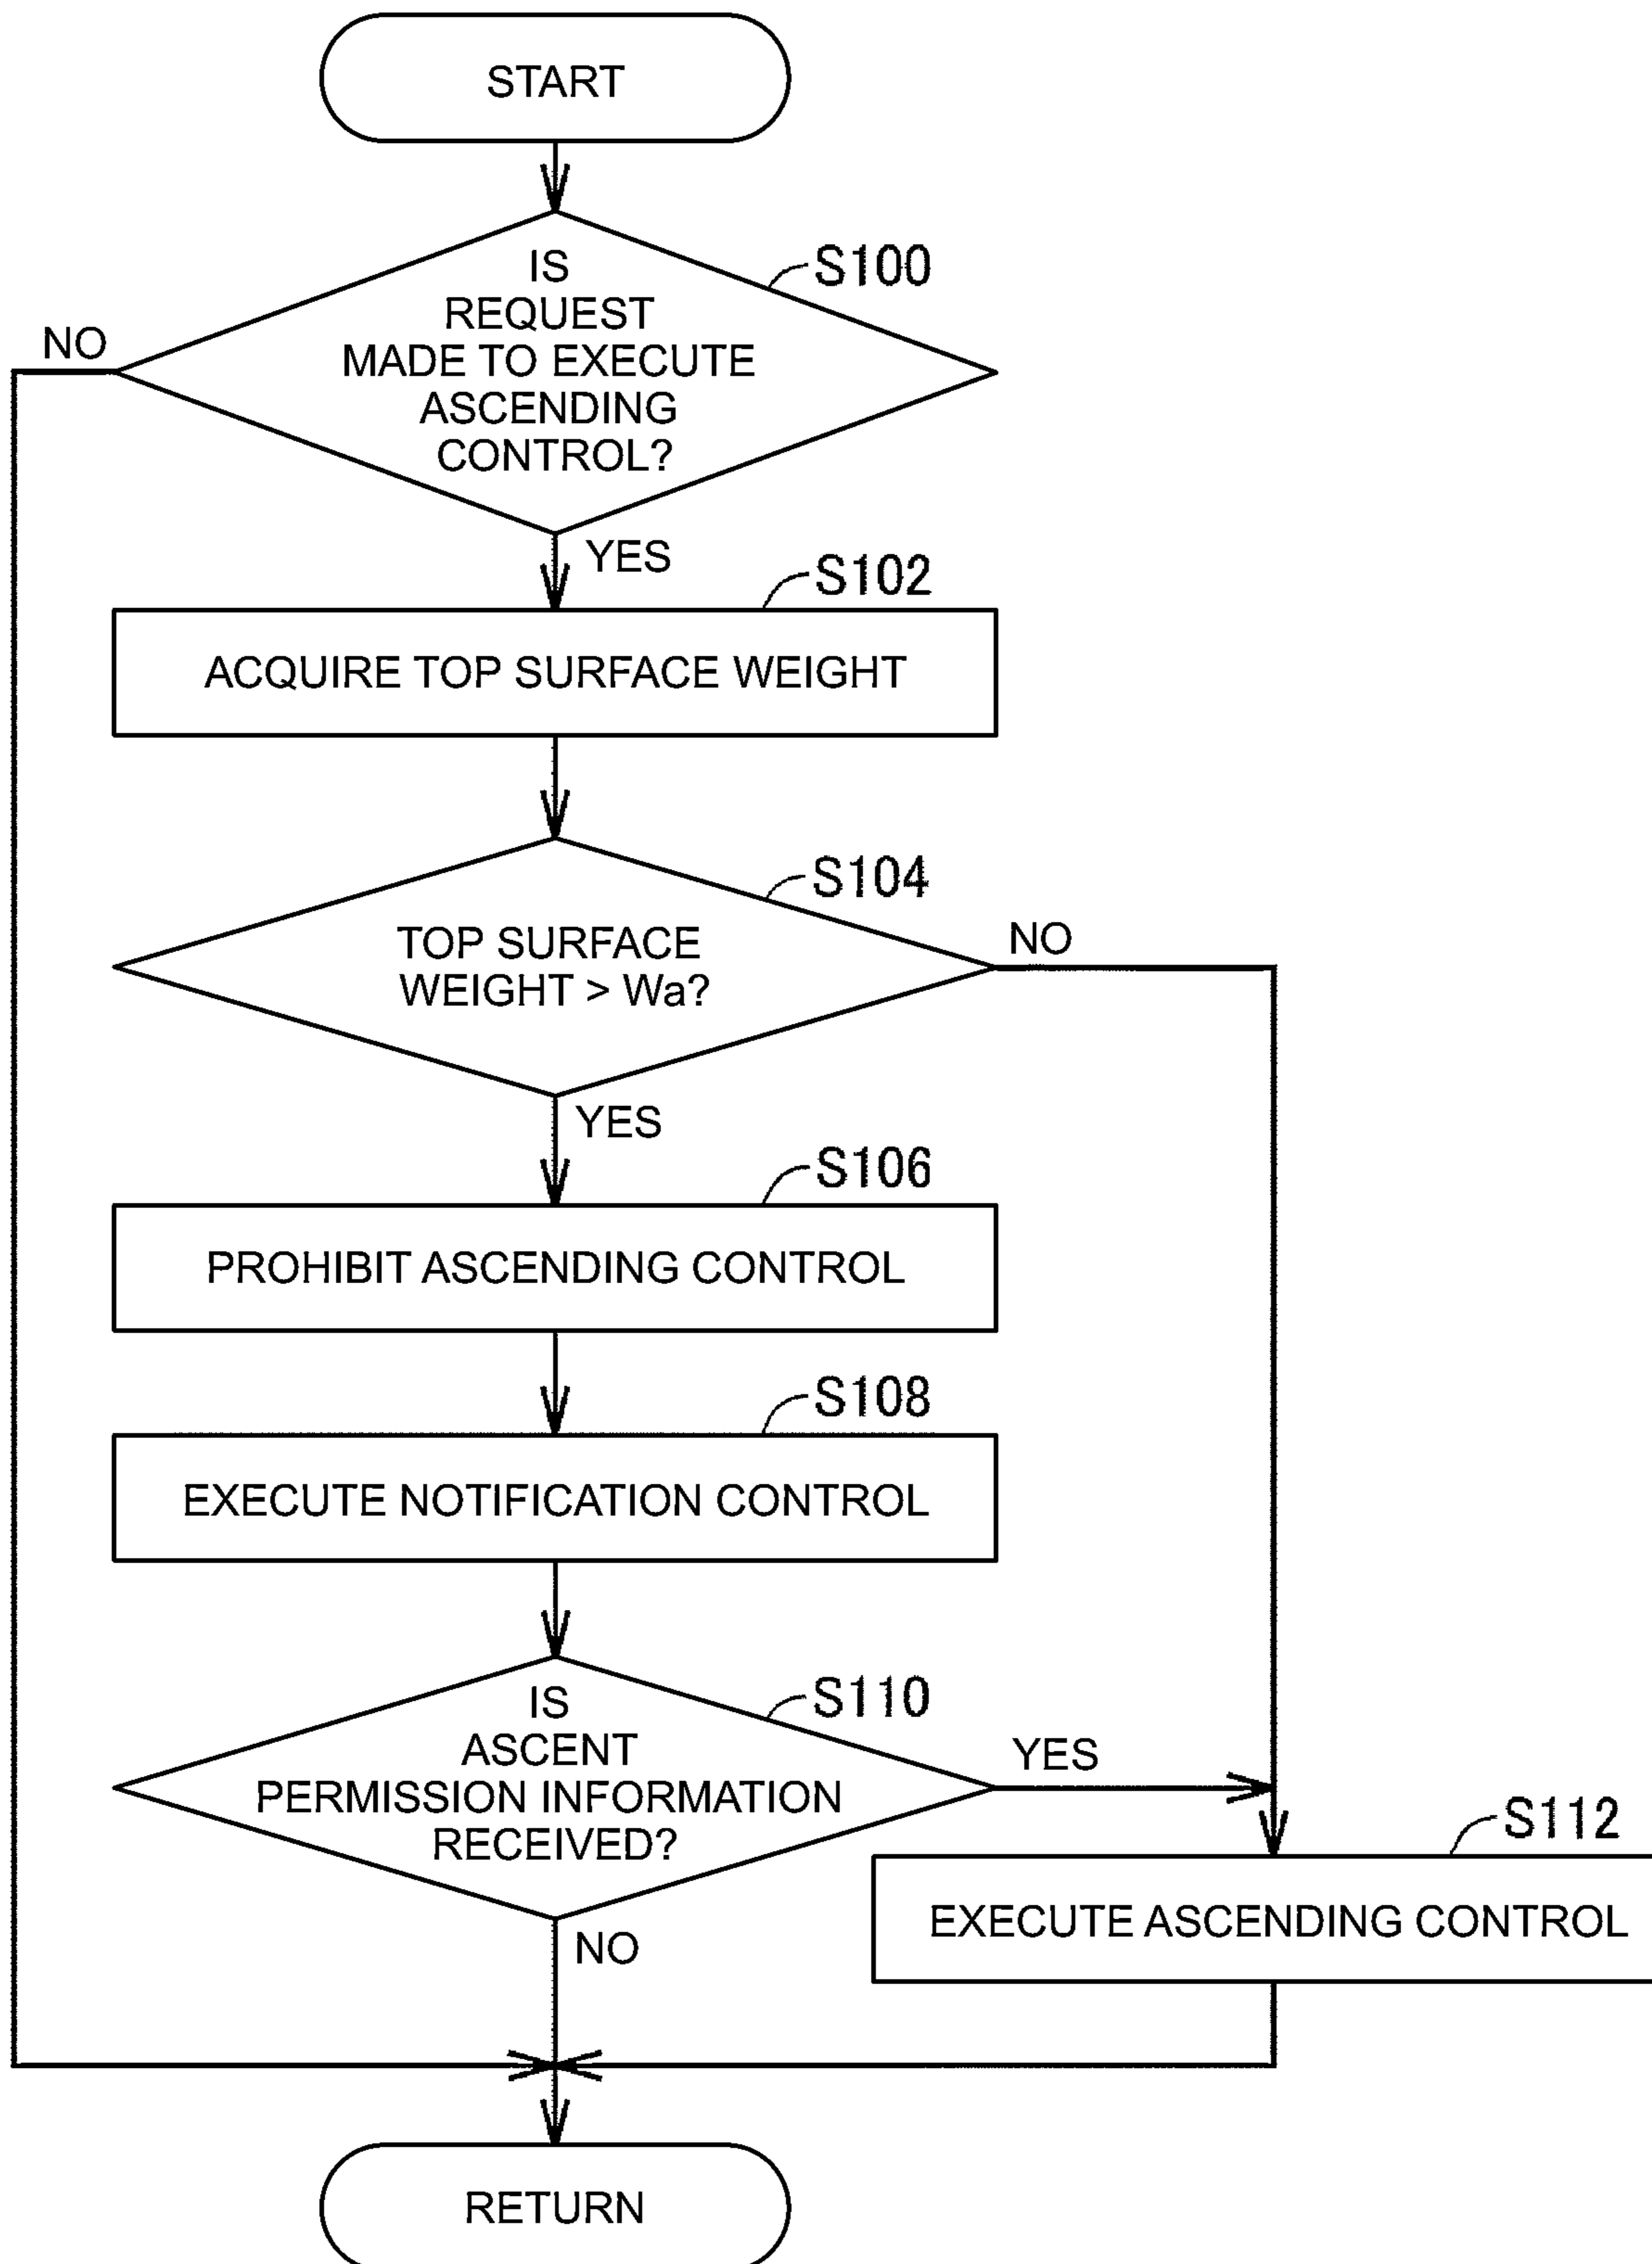 START
S100
IS
REQUEST
MADE TO EXECUTE
ASCENDING
CONTROL?
NO
YES
S102
ACQUIRE TOP SURFACE WEIGHT
S104
TOP SURFACE
WEIGHT > Wa?
NO
YES
S106
PROHIBIT ASCENDING CONTROL
S108
EXECUTE NOTIFICATION CONTROL
S110
IS
ASCENT
PERMISSION INFORMATION
RECEIVED?
YES
NO
S112
EXECUTE ASCENDING CONTROL
RETURN